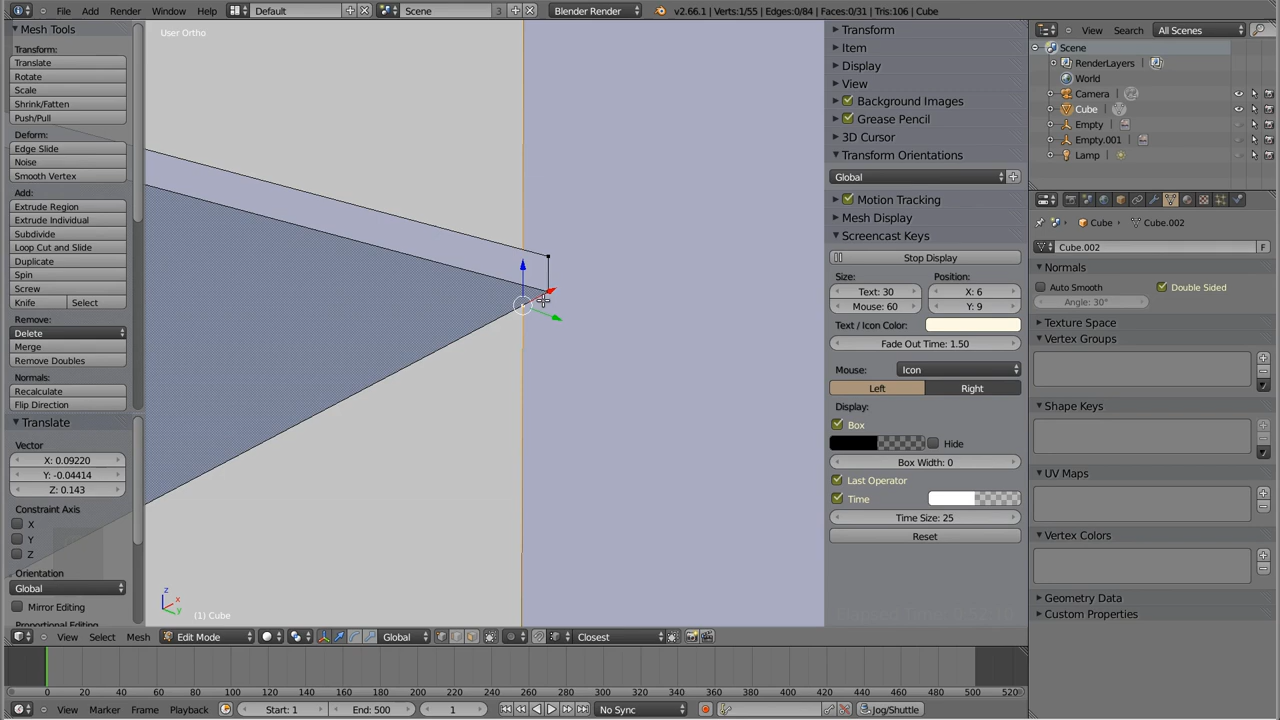 File Add Render Window Help Default Scene 3 Blender Render v2.66.1 | Verts:1/55 | Edges:0/84 | Faces:0/31 | Tris:106 | Cube
Mesh Tools
Transform:
Translate
Rotate
Scale
Shrink/Fatten
Push/Pull
Deform:
Edge Slide
Noise
Smooth Vertex
Add:
Extrude Region
Extrude Individual
Subdivide
Loop Cut and Slide
Duplicate
Spin
Screw
Knife Select
Remove:
Delete
Merge
Remove Doubles
Normals:
Recalculate
Flip Direction
Translate
Vector
X: 0.09220
Y: -0.04414
Z: 0.143
Constraint Axis
X
Y
Z
Orientation
Global
Mirror Editing
Proportional Editing
User Ortho
z
x
y
(1) Cube
Transform
Item
Display
View
Background Images
Grease Pencil
3D Cursor
Transform Orientations
Global
Motion Tracking
Mesh Display
Screencast Keys
Stop Display
Size: Position:
Text: 30 X: 6
Mouse: 60 Y: 9
Text / Icon Color:
Fade Out Time: 1.50
Mouse: Icon
Left Right
Display:
Box
Hide
Box Width: 0
Last Operator
Time
Time Size: 25
Reset
View Search All Scenes
Scene
RenderLayers
World
Camera
Cube
Empty
Empty.001
Lamp
Cube Cube.002
Cube.002 F
Normals
Auto Smooth Double Sided
Angle: 30°
Texture Space
Vertex Groups
Shape Keys
UV Maps
Vertex Colors
Geometry Data
Custom Properties
View Select Mesh Edit Mode Global Closest
0 20 40 60 80 100 120 140 160 180 200 220 240 260 280 300 320 340 360 380 400 420 440 460 480 500 520
View Marker Frame Playback Start: 1 End: 500 1 No Sync Jog/Shuttle